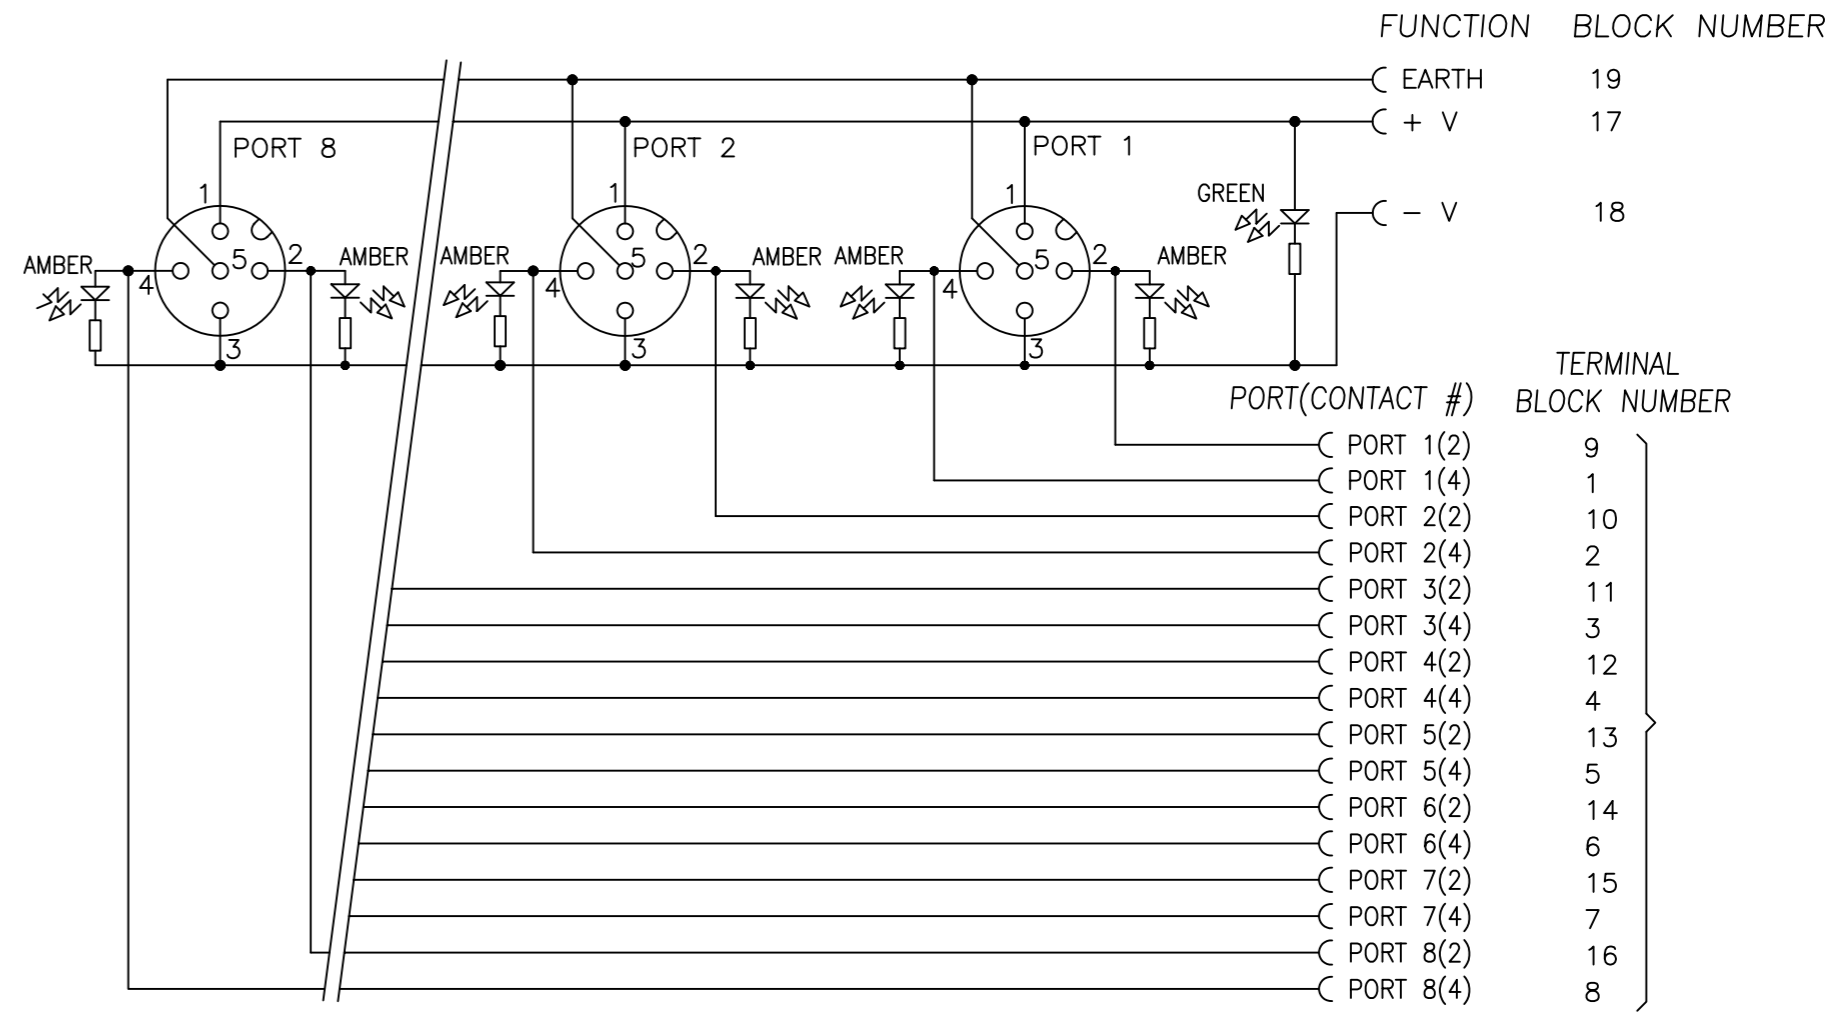 FUNCTION BLOCK NUMBER
EARTH 19
+ V 17
PORT 8 PORT 2 PORT 1
1 1 1 GREEN
- V 18
AMBER 4 5 2 AMBER AMBER 4 5 2 AMBER AMBER 4 5 2 AMBER
3 3 3
TERMINAL
PORT(CONTACT #) BLOCK NUMBER
PORT 1(2) 9
PORT 1(4) 1
PORT 2(2) 10
PORT 2(4) 2
PORT 3(2) 11
PORT 3(4) 3
PORT 4(2) 12
PORT 4(4) 4
PORT 5(2) 13
PORT 5(4) 5
PORT 6(2) 14
PORT 6(4) 6
PORT 7(2) 15
PORT 7(4) 7
PORT 8(2) 16
PORT 8(4) 8